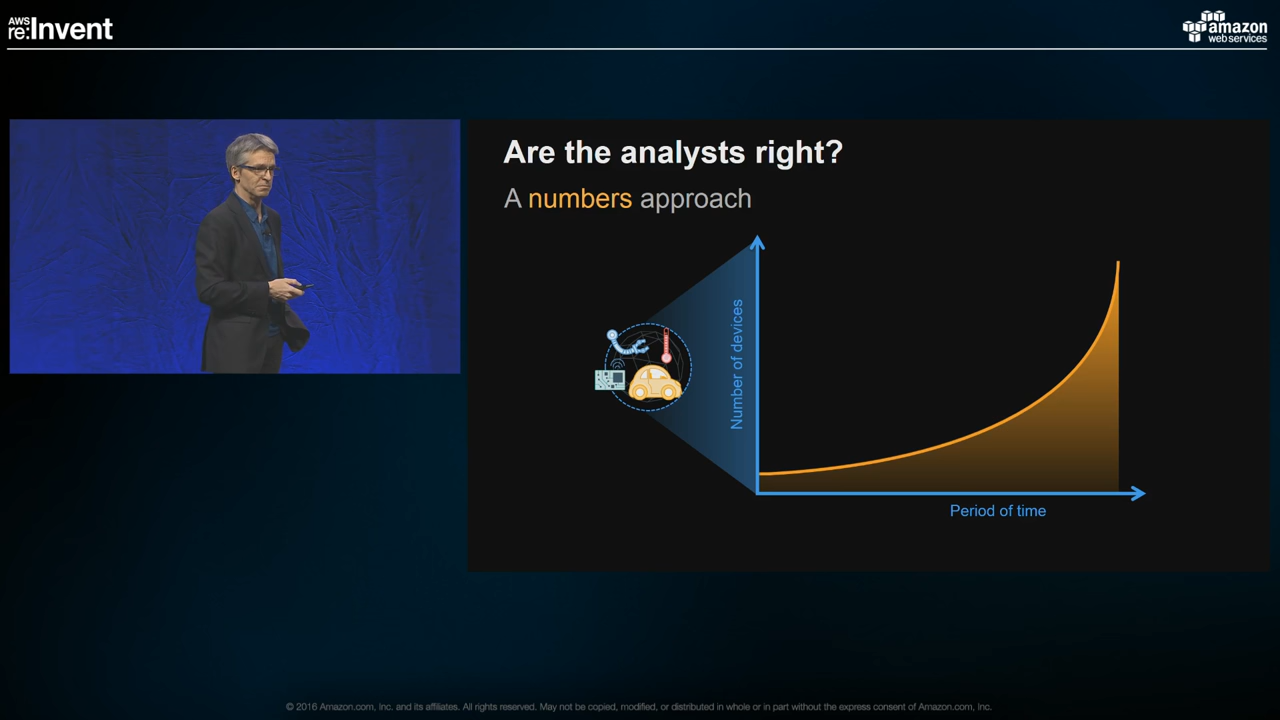 AWS
re:Invent
amazon
web services
Are the analysts right?
A numbers approach
Number of devices
Period of time
© 2016 Amazon.com, Inc. and its affiliates. All rights reserved. May not be copied, modified, or distributed in whole or in part without the express consent of Amazon.com, Inc.